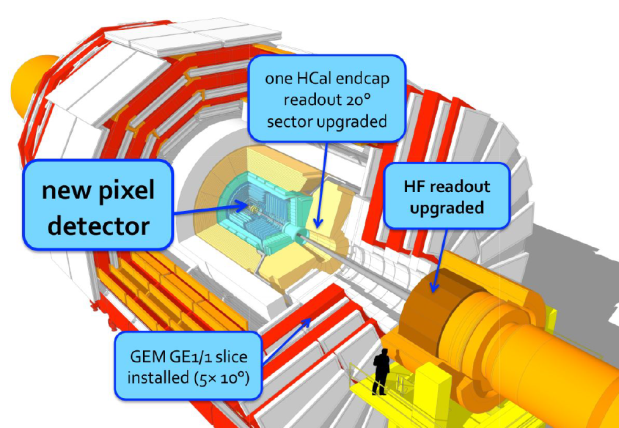 one HCal endcap
readout 20°
sector upgraded
new pixel
detector
HF readout
upgraded
GEM GE1/1 slice
installed (5× 10°)